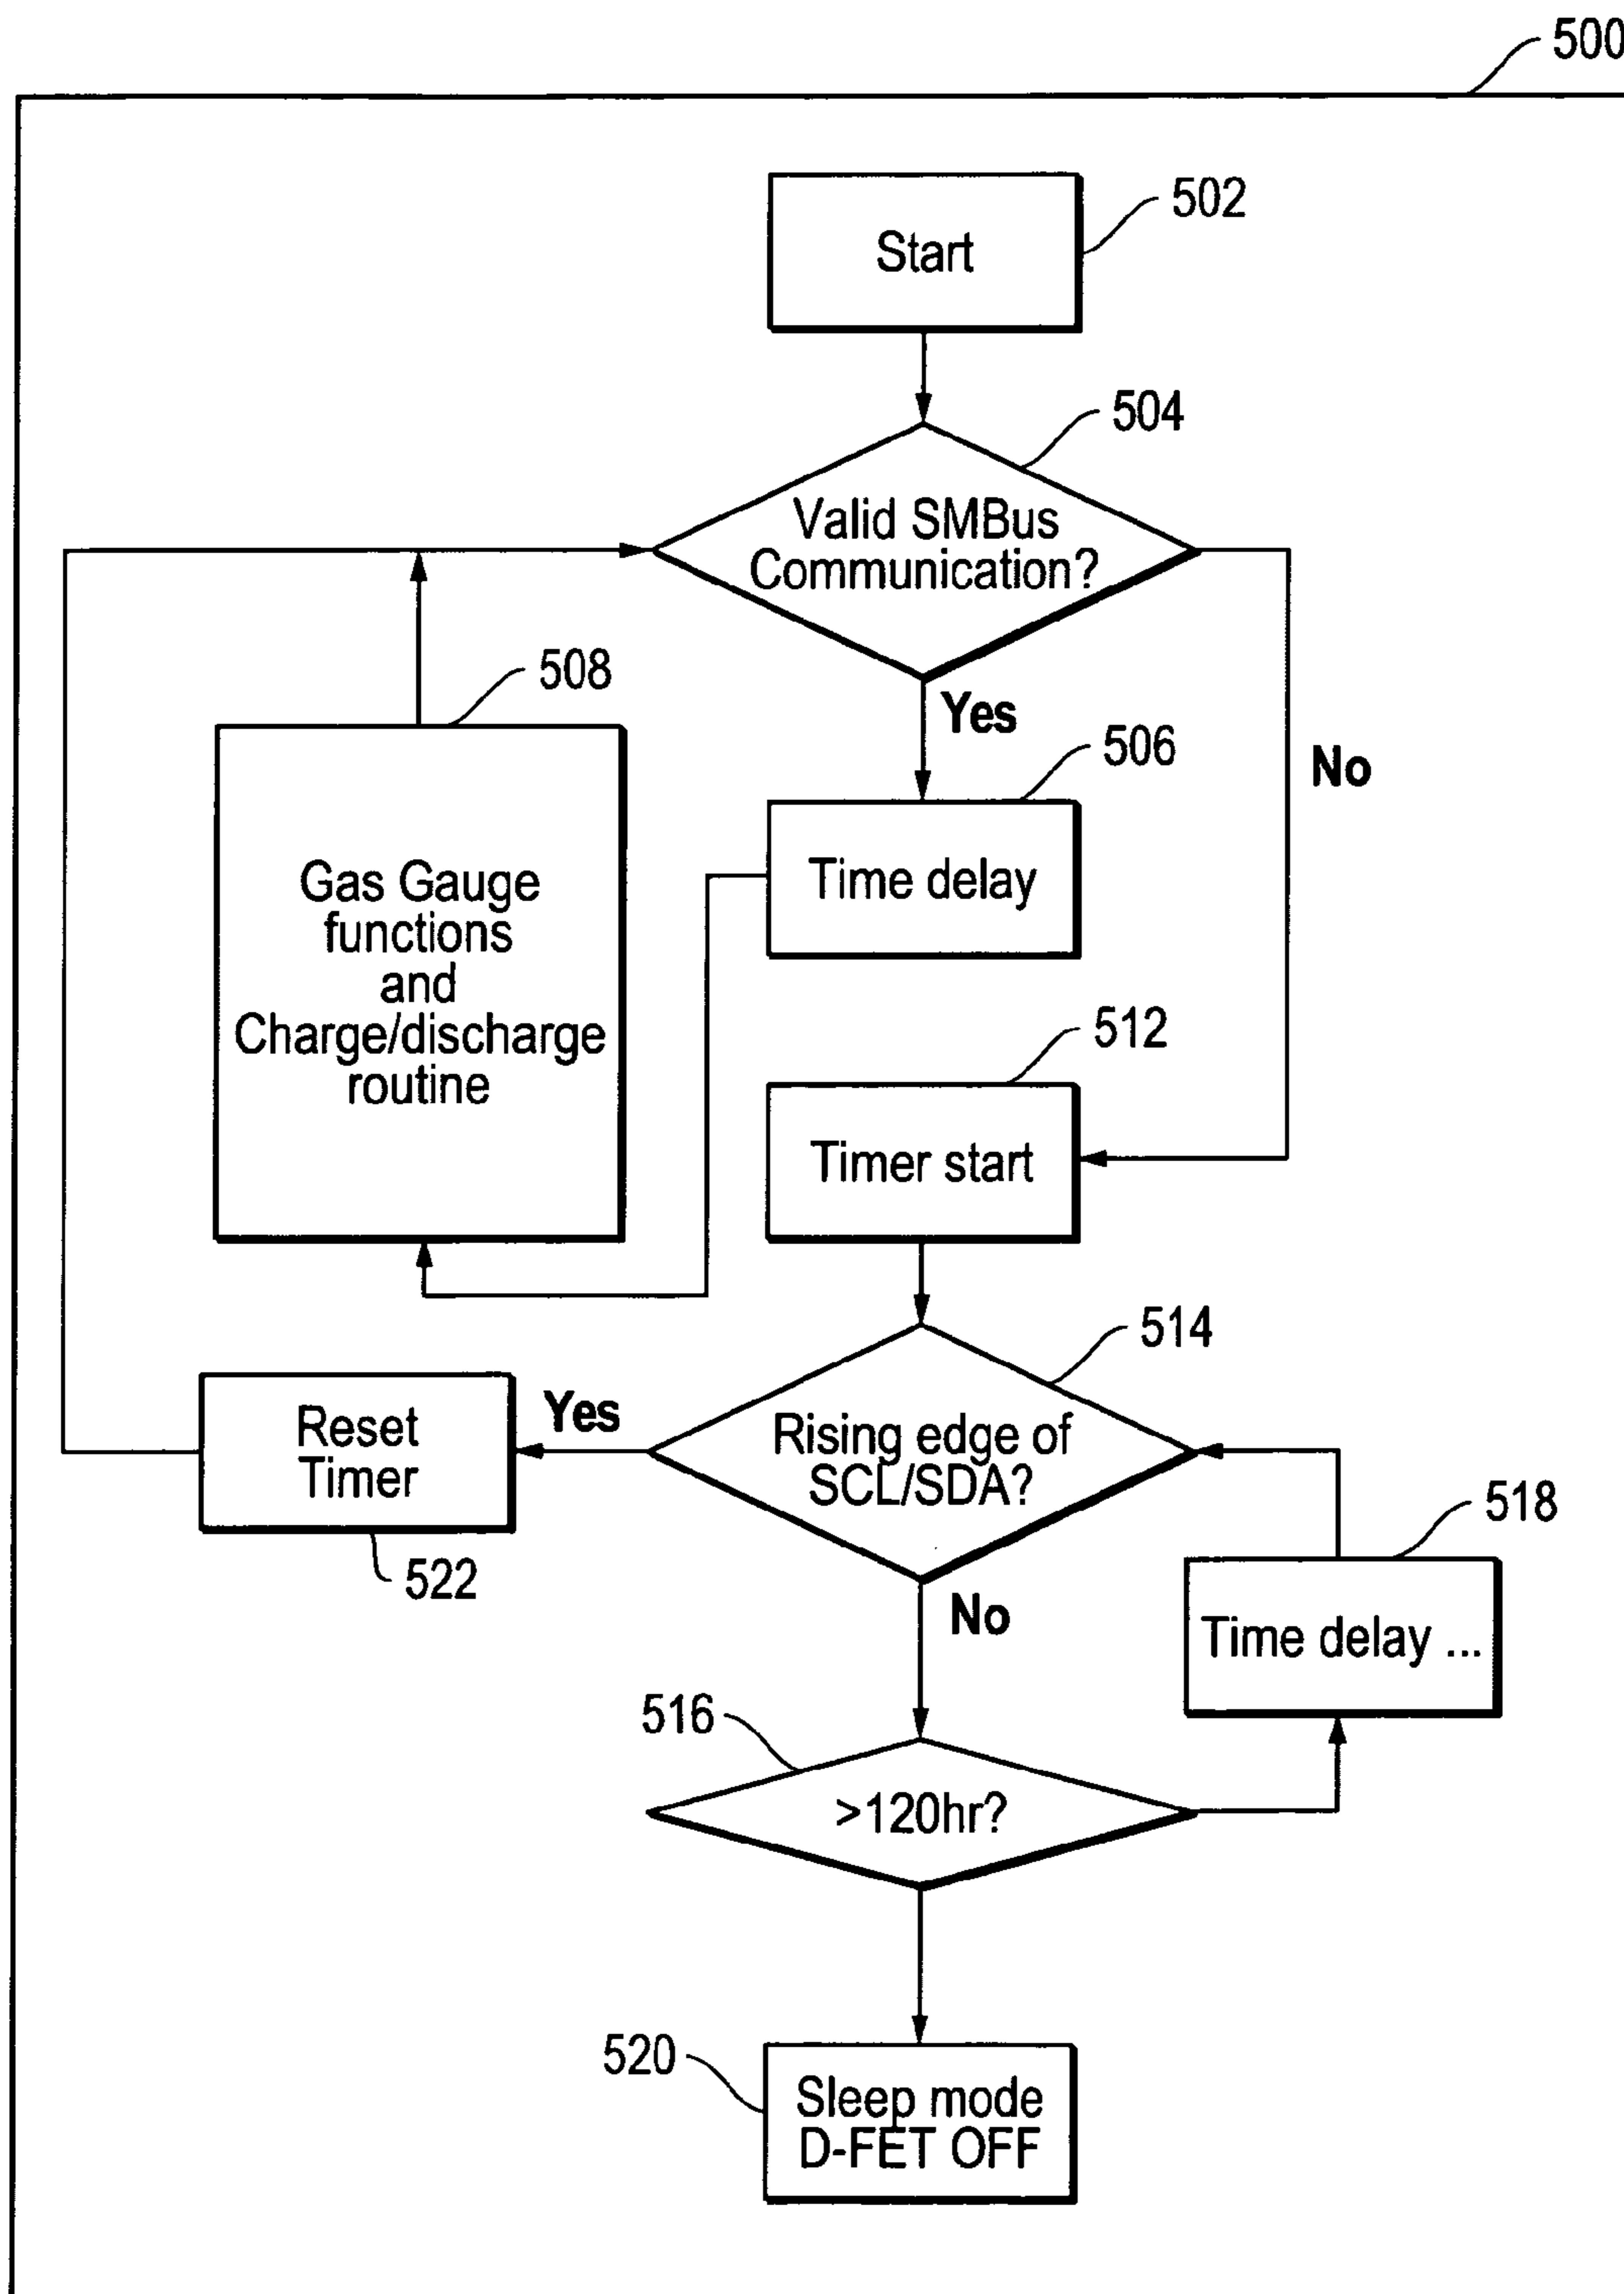 500
502
Start
504
Valid SMBus
Communication?
508
Yes
506
No
Time delay
Gas Gauge
functions
and
Charge/discharge
routine
512
Timer start
514
Rising edge of
SCL/SDA?
Yes
Reset
Timer
522
518
Time delay ...
No
516
>120hr?
520
Sleep mode
D-FET OFF